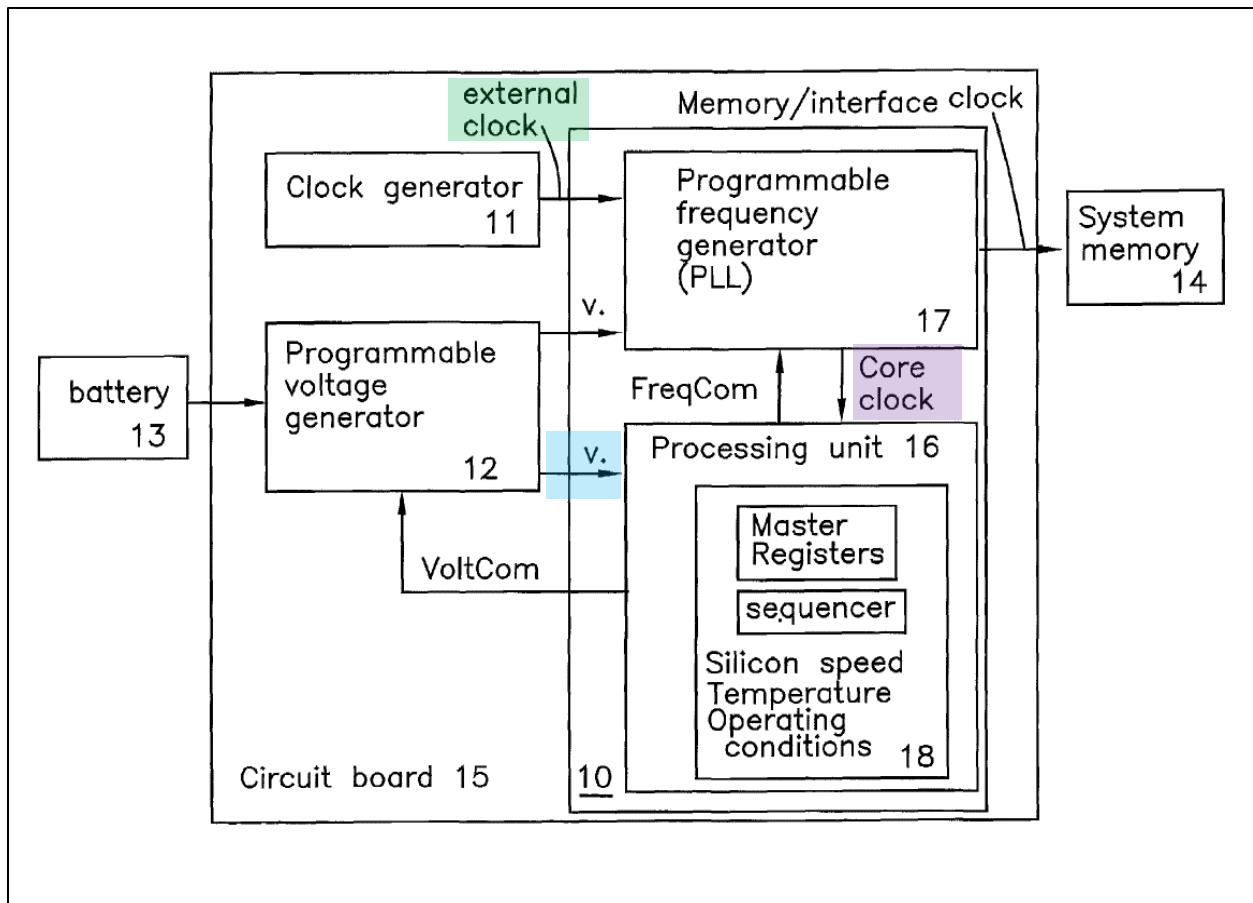 external
clock
Memory/interface clock
Clock generator
11
Programmable
frequency
generator
(PLL)
17
System
memory
14
v.
battery
13
Programmable
voltage
generator
12
v.
FreqCom
Core
clock
VoltCom
Processing unit 16
Master
Registers
sequencer
Silicon speed
Temperature
Operating
conditions
18
Circuit board 15
10